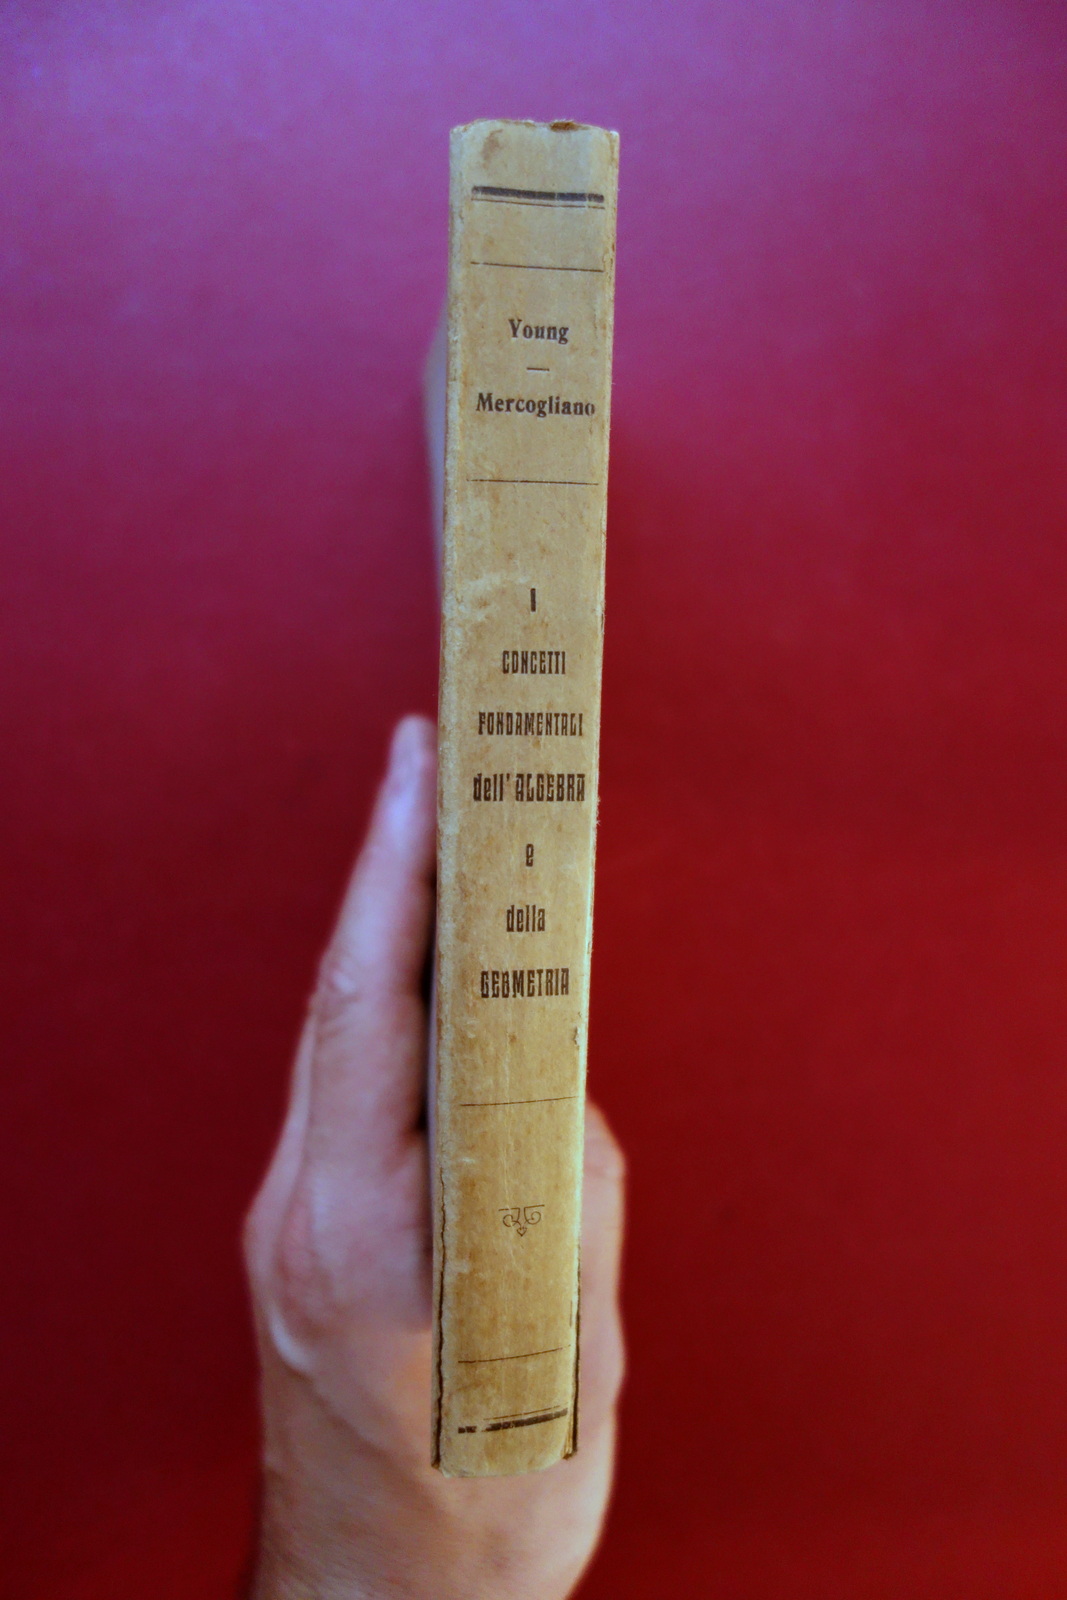 Young
—
Mercogliano
I
CONCETTI
FONDAMENTALI
dell'ALGEBRA
e
della
GEOMETRIA